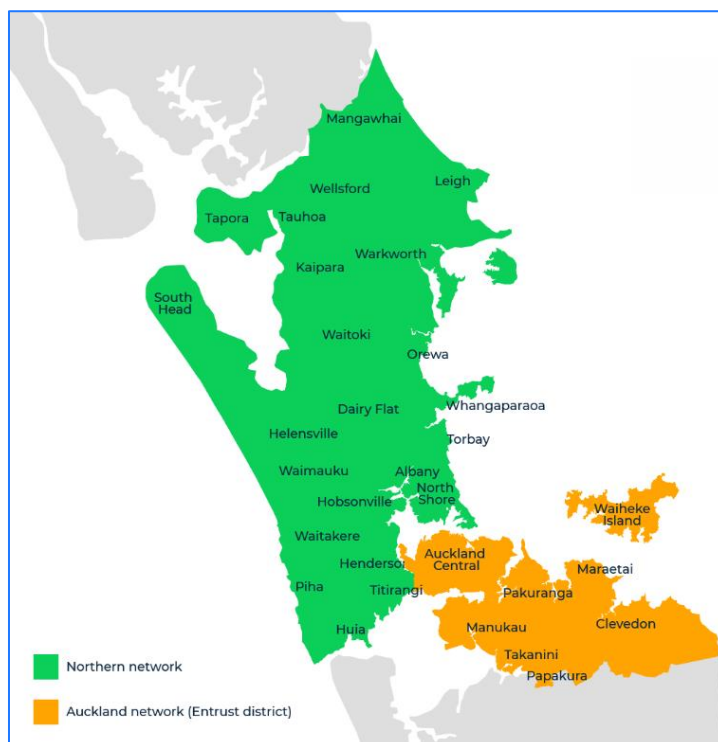 Mangawhai
Wellsford
Leigh
Tapora
Tauhoa
Warkworth
Kaipara
South
Head
Waitoki
Orewa
Dairy Flat
Whangaparaoa
Helensville
Torbay
Waimauku
Albany
North
Shore
Hobsonville
Waiheke
Island
Waitakere
Auckland
Central
Henderson
Maraetai
Piha
Titirangi
Pakuranga
Clevedon
Huia
Manukau
Takanini
Papakura
Northern network
Auckland network (Entrust district)